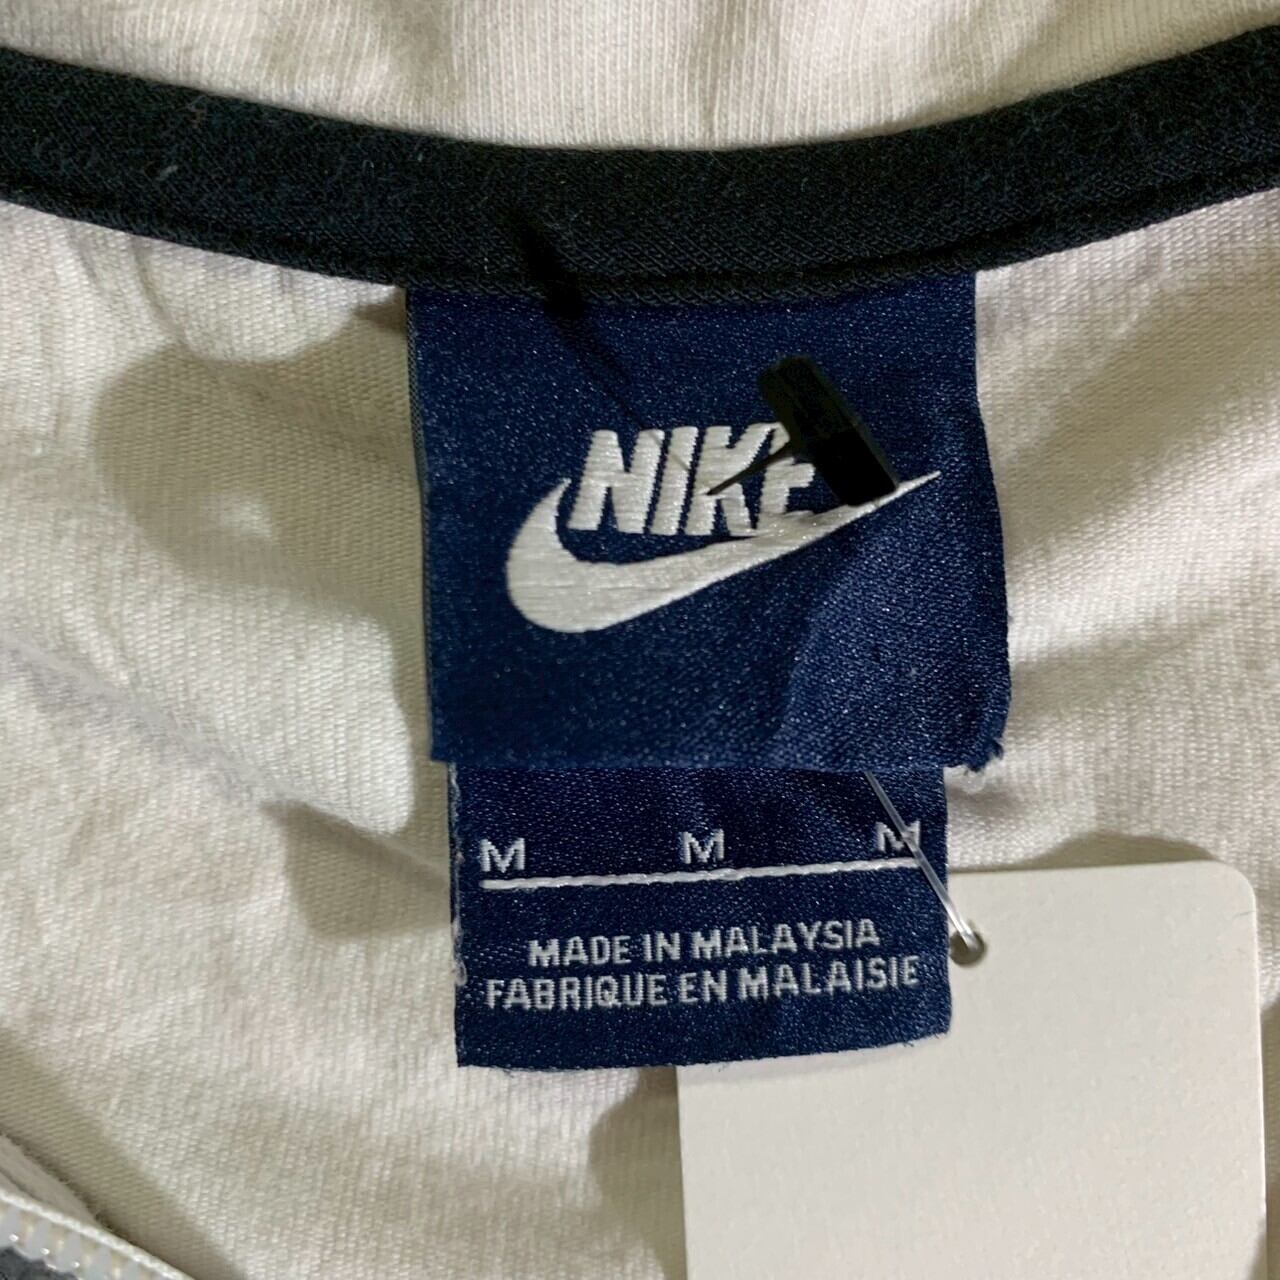 NIKE
M M M
MADE IN MALAYSIA
FABRIQUE EN MALAISIE